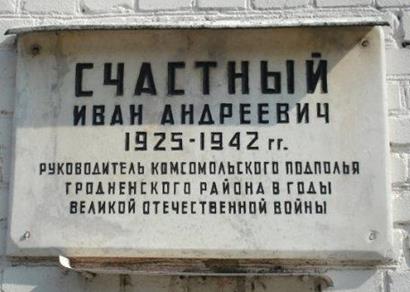 СЧАСТНЫЙ
ИВАН АНДРЕЕВИЧ
1925-1942 гг.
РУКОВОДИТЕЛЬ КОМСОМОЛЬСКОГО ПОДПОЛЬЯ
ГРОДНЕНСКОГО РАЙОНА В ГОДЫ
ВЕЛИКОЙ ОТЕЧЕСТВЕННОЙ ВОЙНЫ